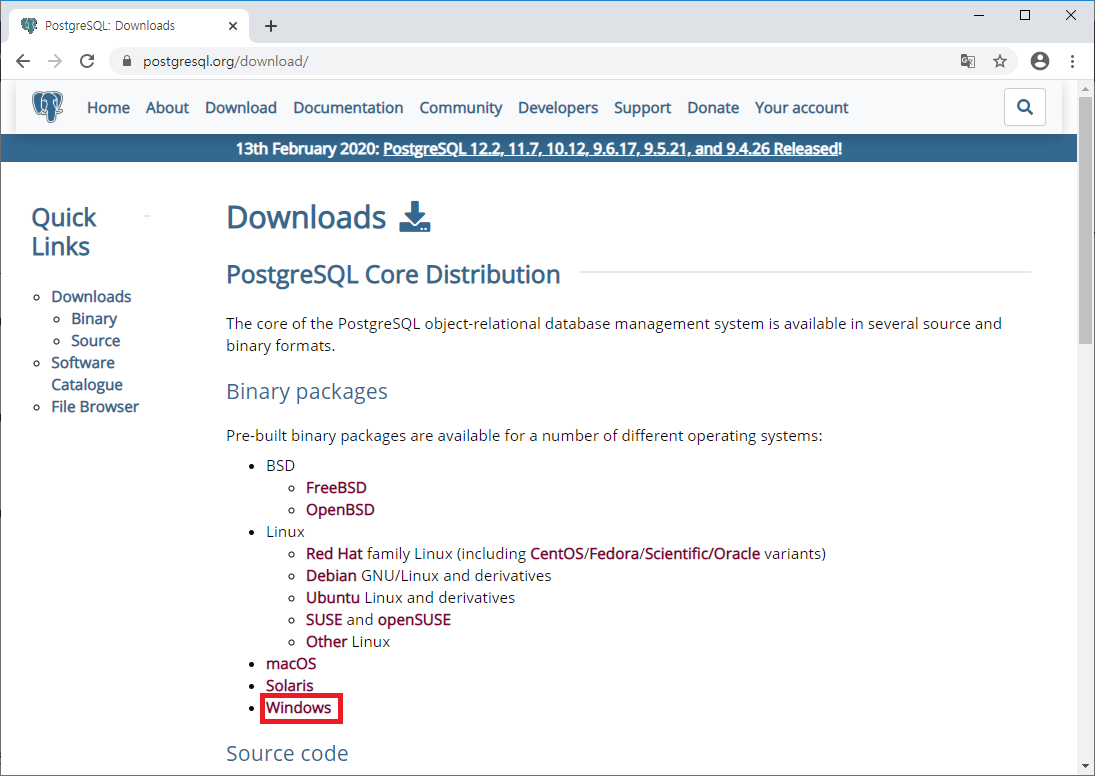 PostgreSQL: Downloads
postgresql.org/download/
Home About Download Documentation Community Developers Support Donate Your account
13th February 2020: PostgreSQL 12.2, 11.7, 10.12, 9.6.17, 9.5.21, and 9.4.26 Released!
Quick
Links
Downloads
Binary
Source
Software
Catalogue
File Browser
Downloads
PostgreSQL Core Distribution
The core of the PostgreSQL object-relational database management system is available in several source and
binary formats.
Binary packages
Pre-built binary packages are available for a number of different operating systems:
BSD
FreeBSD
OpenBSD
Linux
Red Hat family Linux (including CentOS/Fedora/Scientific/Oracle variants)
Debian GNU/Linux and derivatives
Ubuntu Linux and derivatives
SUSE and openSUSE
Other Linux
macOS
Solaris
Windows
Source code